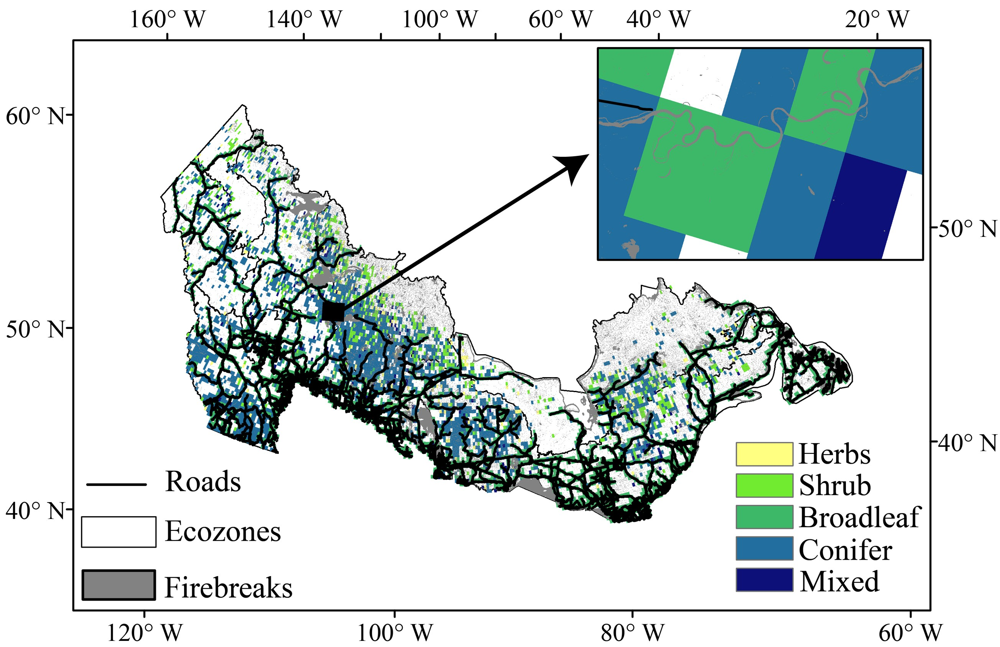 160° W 140° W 100° W 60° W 40° W 20° W
60° N
50° N
50° N
40° N
40° N
Roads
Ecozones
Firebreaks
Herbs
Shrub
Broadleaf
Conifer
Mixed
120° W 100° W 80° W 60° W